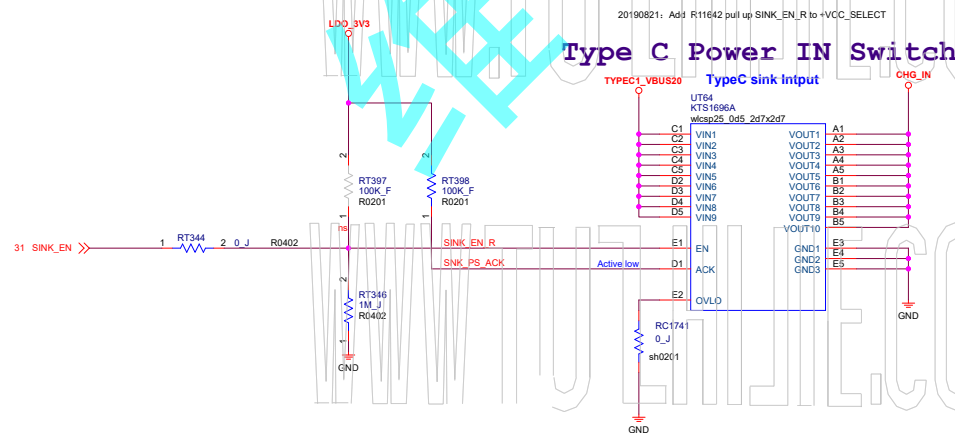 20190821: Add R11642 pull up SINK_EN_R to +VCC_SELECT
LDO_3V3
Type C Power IN Switch
TYPEC1_VBUS20
TypeC sink Intput
CHG_IN
UT64
KTS1696A
wlcsp25_0d5_2d7x2d7
C1 VIN1 VOUT1 A1
C2 VIN2 VOUT2 A2
C3 VIN3 VOUT3 A3
C4 VIN4 VOUT4 A4
C5 VIN5 VOUT5 A5
D2 VIN6 VOUT6 B1
D3 VIN7 VOUT7 B2
D4 VIN8 VOUT8 B3
D5 VIN9 VOUT9 B4
VOUT10 B5
2
2
RT397
100K_F
R0201
RT398
100K_F
R0201
1
1
ns
31 SINK_EN
1 RT344 2 0_J R0402
SINK_EN_R
E1 EN GND1 E3
GND2 E4
SNK_PS_ACK
Active low
D1 ACK GND3 E5
2
RT346
1M_J
R0402
1
GND
E2 OVLO
GND
RC1741
0_J
sh0201
GND